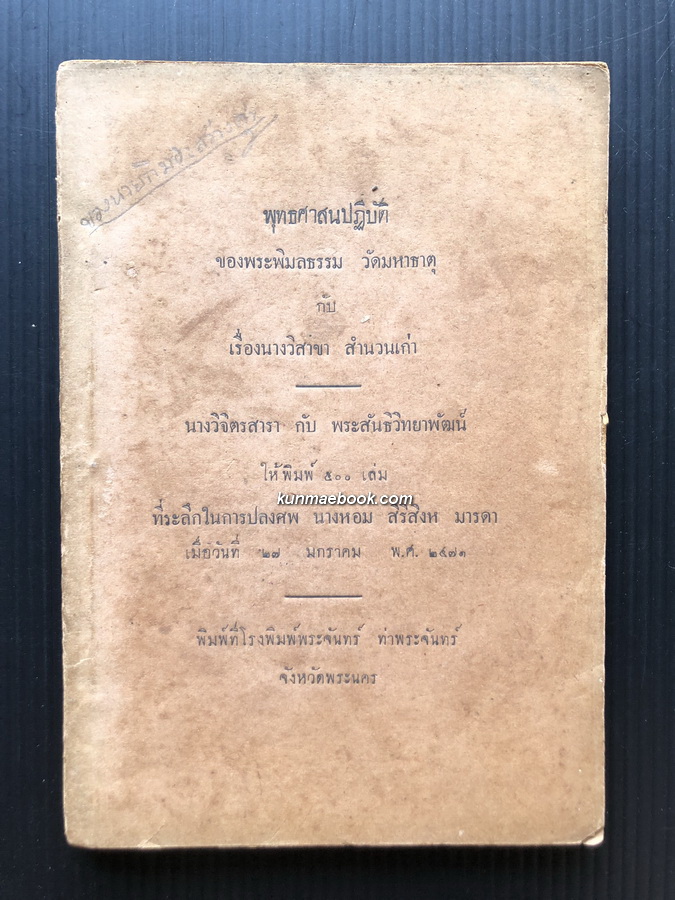 พุทธศาสนปฏิบัติ
ของพระพิมลธรรม วัดมหาธาตุ
กับ
เรื่องนางวิสาขา สำนวนเก่า
นางวิจิตรสารา กับ พระสันธิวิทยาพัฒน์
ให้พิมพ์ ๕๐๐ เล่ม
kunmaebook.com
ที่ระลึกในการปลงศพ นางหอม สิริสิงห มารดา
เมื่อวันที่ ๒๗ มกราคม พ.ศ. ๒๔๗๑
พิมพ์ที่โรงพิมพ์พระจันทร์ ท่าพระจันทร์
จังหวัดพระนคร